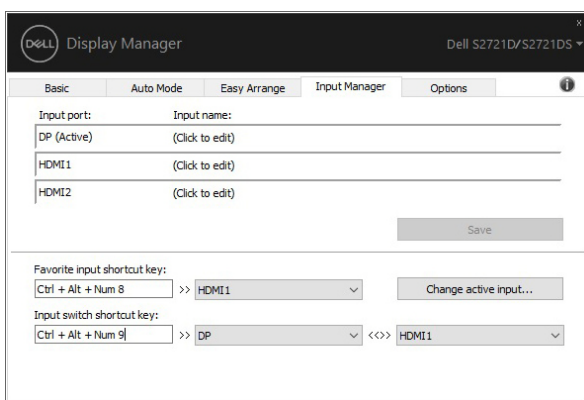 DELL Display Manager Dell S2721D/S2721DS
Basic Auto Mode Easy Arrange Input Manager Options
Input port: Input name:
DP (Active) (Click to edit)
HDMI1 (Click to edit)
HDMI2 (Click to edit)
Save
Favorite input shortcut key:
Ctrl + Alt + Num 8 >> HDMI1 Change active input...
Input switch shortcut key:
Ctrl + Alt + Num 9 >> DP <<>> HDMI1